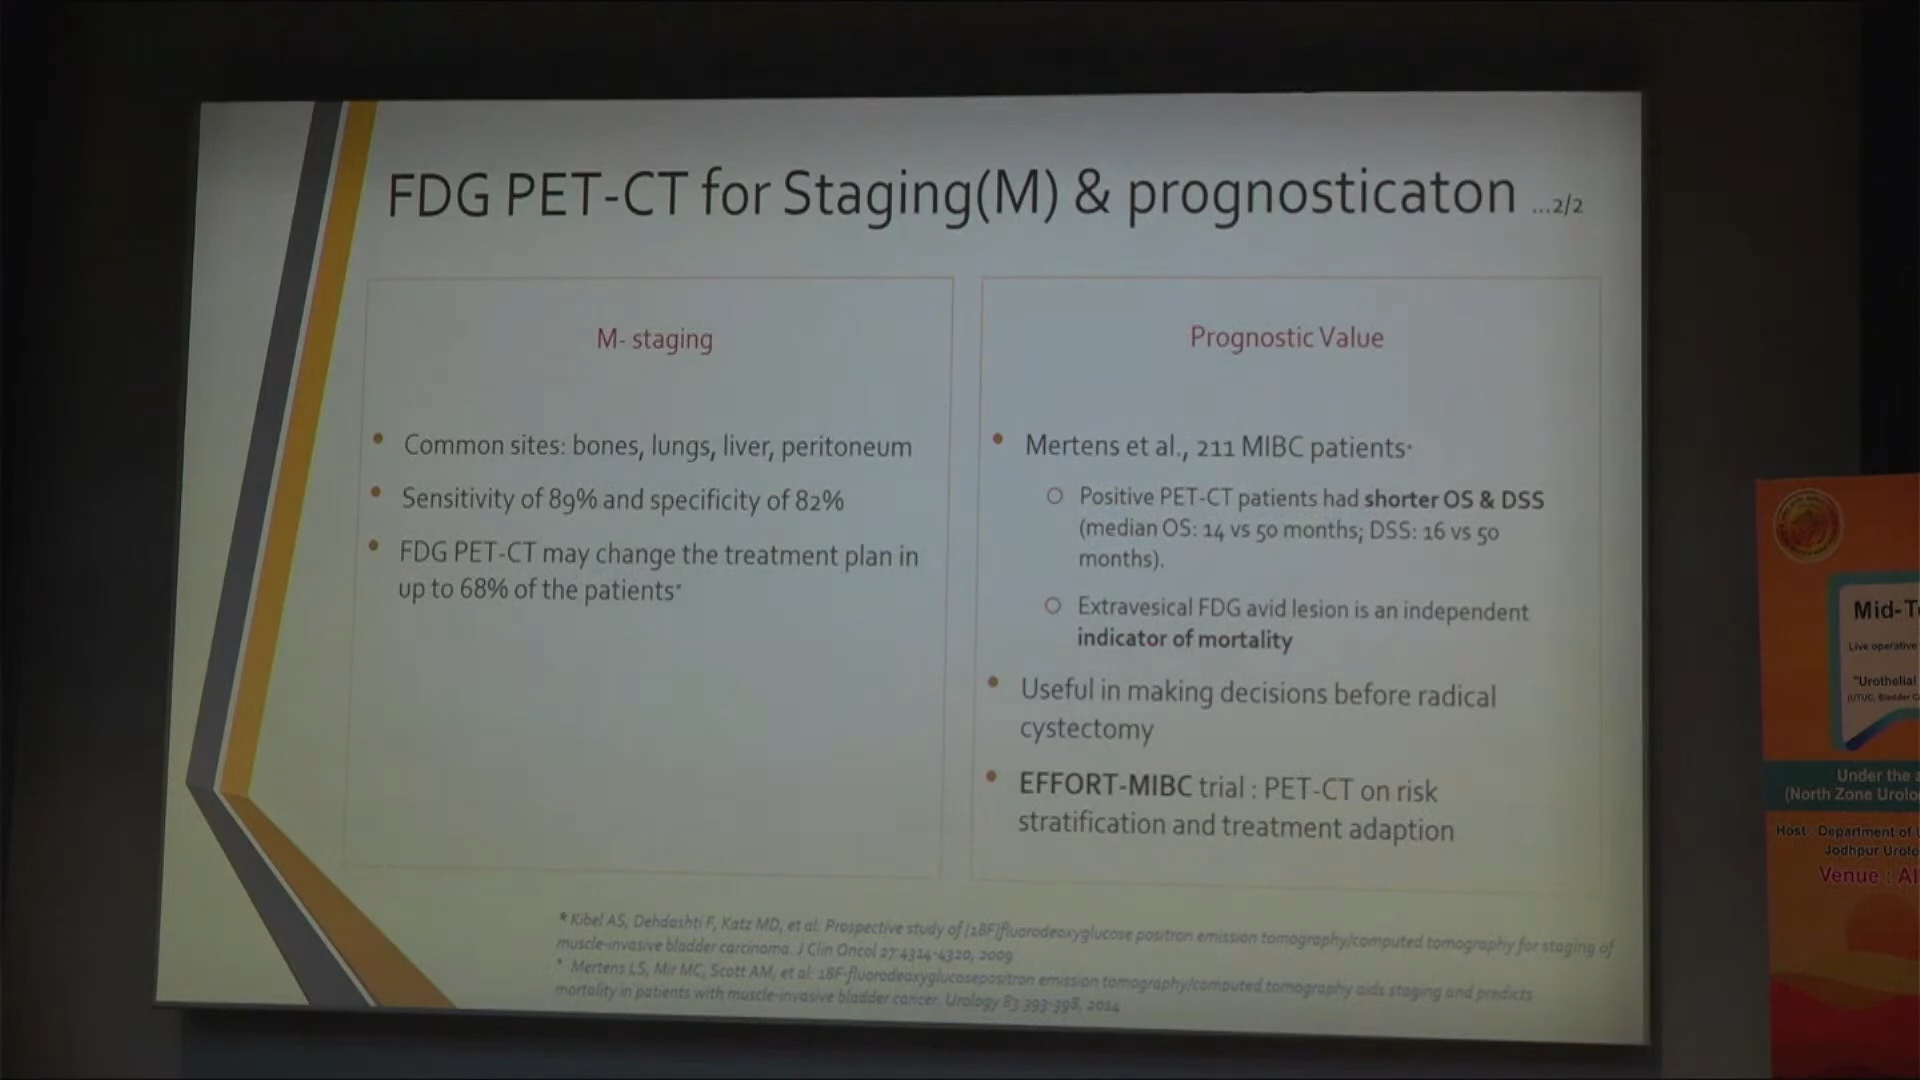 FDG PET-CT for Staging(M) & prognosticaton ...2/2
M- staging
• Common sites: bones, lungs, liver, peritoneum
• Sensitivity of 89% and specificity of 82%
• FDG PET-CT may change the treatment plan in
up to 68% of the patients*
Prognostic Value
• Mertens et al., 211 MIBC patients*
○ Positive PET-CT patients had shorter OS & DSS
(median OS: 14 vs 50 months; DSS: 16 vs 50
months).
○ Extravesical FDG avid lesion is an independent
indicator of mortality
• Useful in making decisions before radical
cystectomy
• EFFORT-MIBC trial : PET-CT on risk
stratification and treatment adaption
* Kibel AS, Dehdashti F, Katz MD, et al: Prospective study of [18F]fluorodeoxyglucose positron emission tomography/computed tomography for staging of
muscle-invasive bladder carcinoma. J Clin Oncol 27:4314-4320, 2009
* Mertens LS, Mir MC, Scott AM, et al: 18F-fluorodeoxyglucosepositron emission tomography/computed tomography aids staging and predicts
mortality in patients with muscle-invasive bladder cancer. Urology 83:393-398, 2014
Mid-T
Live operative
"Urothelial
(UTUC, Bladder C
Under the a
(North Zone Urolo
Host : Department of U
Jodhpur Urolo
Venue : AI